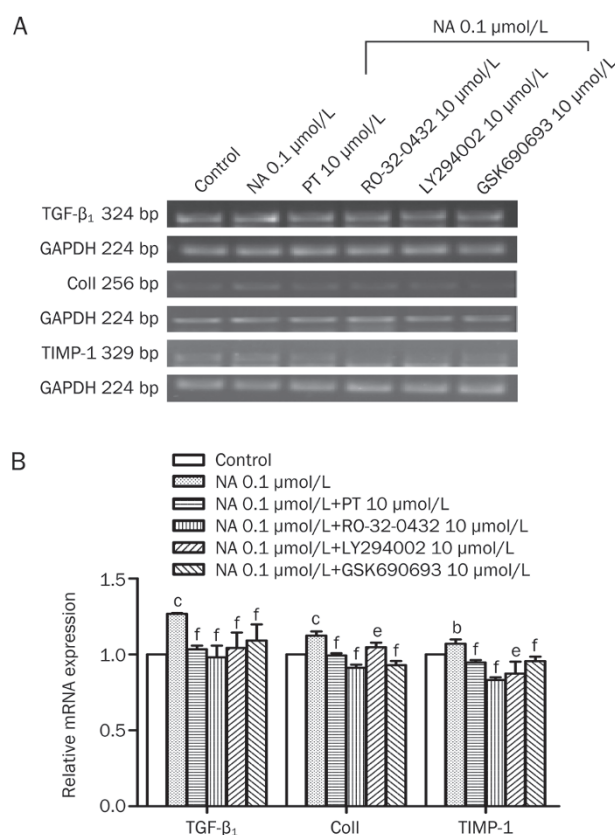 A
NA 0.1 µmol/L
Control
NA 0.1 µmol/L
PT 10 µmol/L
RO-32-0432 10 µmol/L
LY294002 10 µmol/L
GSK690693 10 µmol/L
TGF-β₁ 324 bp
GAPDH 224 bp
ColI 256 bp
GAPDH 224 bp
TIMP-1 329 bp
GAPDH 224 bp
B
Control
NA 0.1 µmol/L
NA 0.1 µmol/L+PT 10 µmol/L
NA 0.1 µmol/L+RO-32-0432 10 µmol/L
NA 0.1 µmol/L+LY294002 10 µmol/L
NA 0.1 µmol/L+GSK690693 10 µmol/L
Relative mRNA expression
1.5
1.0
0.5
0.0
c f f f f
c f f e f
b f f e f
TGF-β₁ ColI TIMP-1